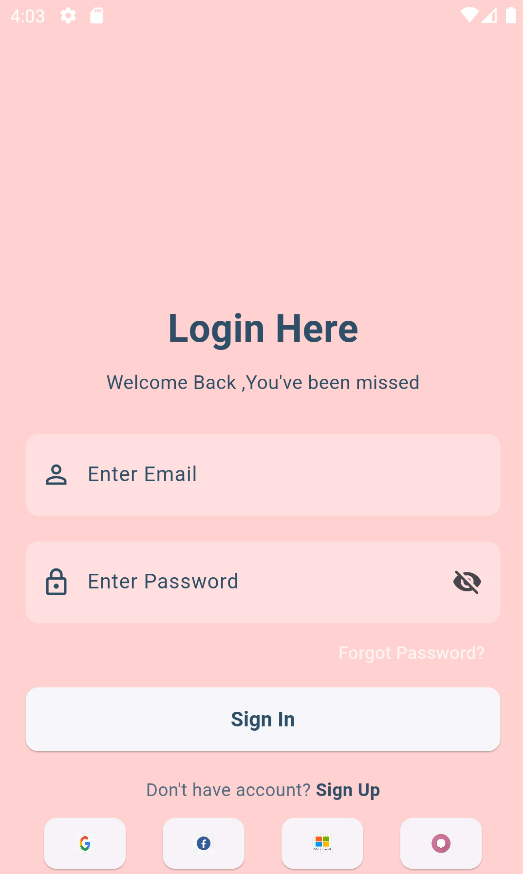 4:03
Login Here
Welcome Back ,You've been missed
Enter Email
Enter Password
Forgot Password?
Sign In
Don't have account? Sign Up